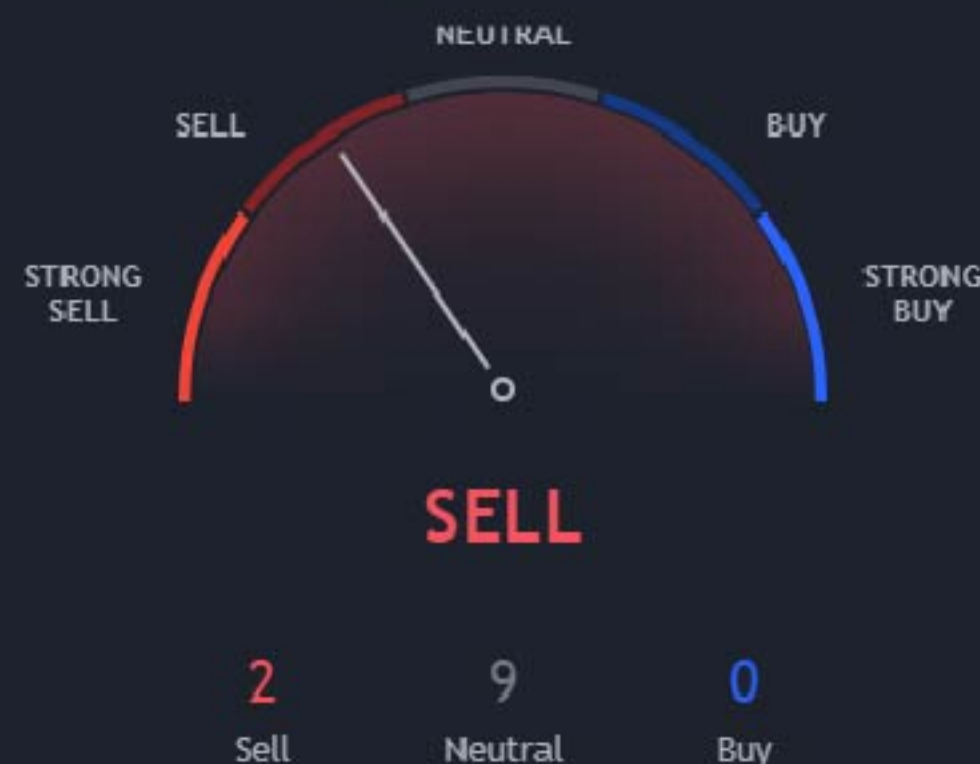 NEUTRAL
SELL
BUY
STRONG
SELL
STRONG
BUY
SELL
2
9
0
Sell
Neutral
Buy